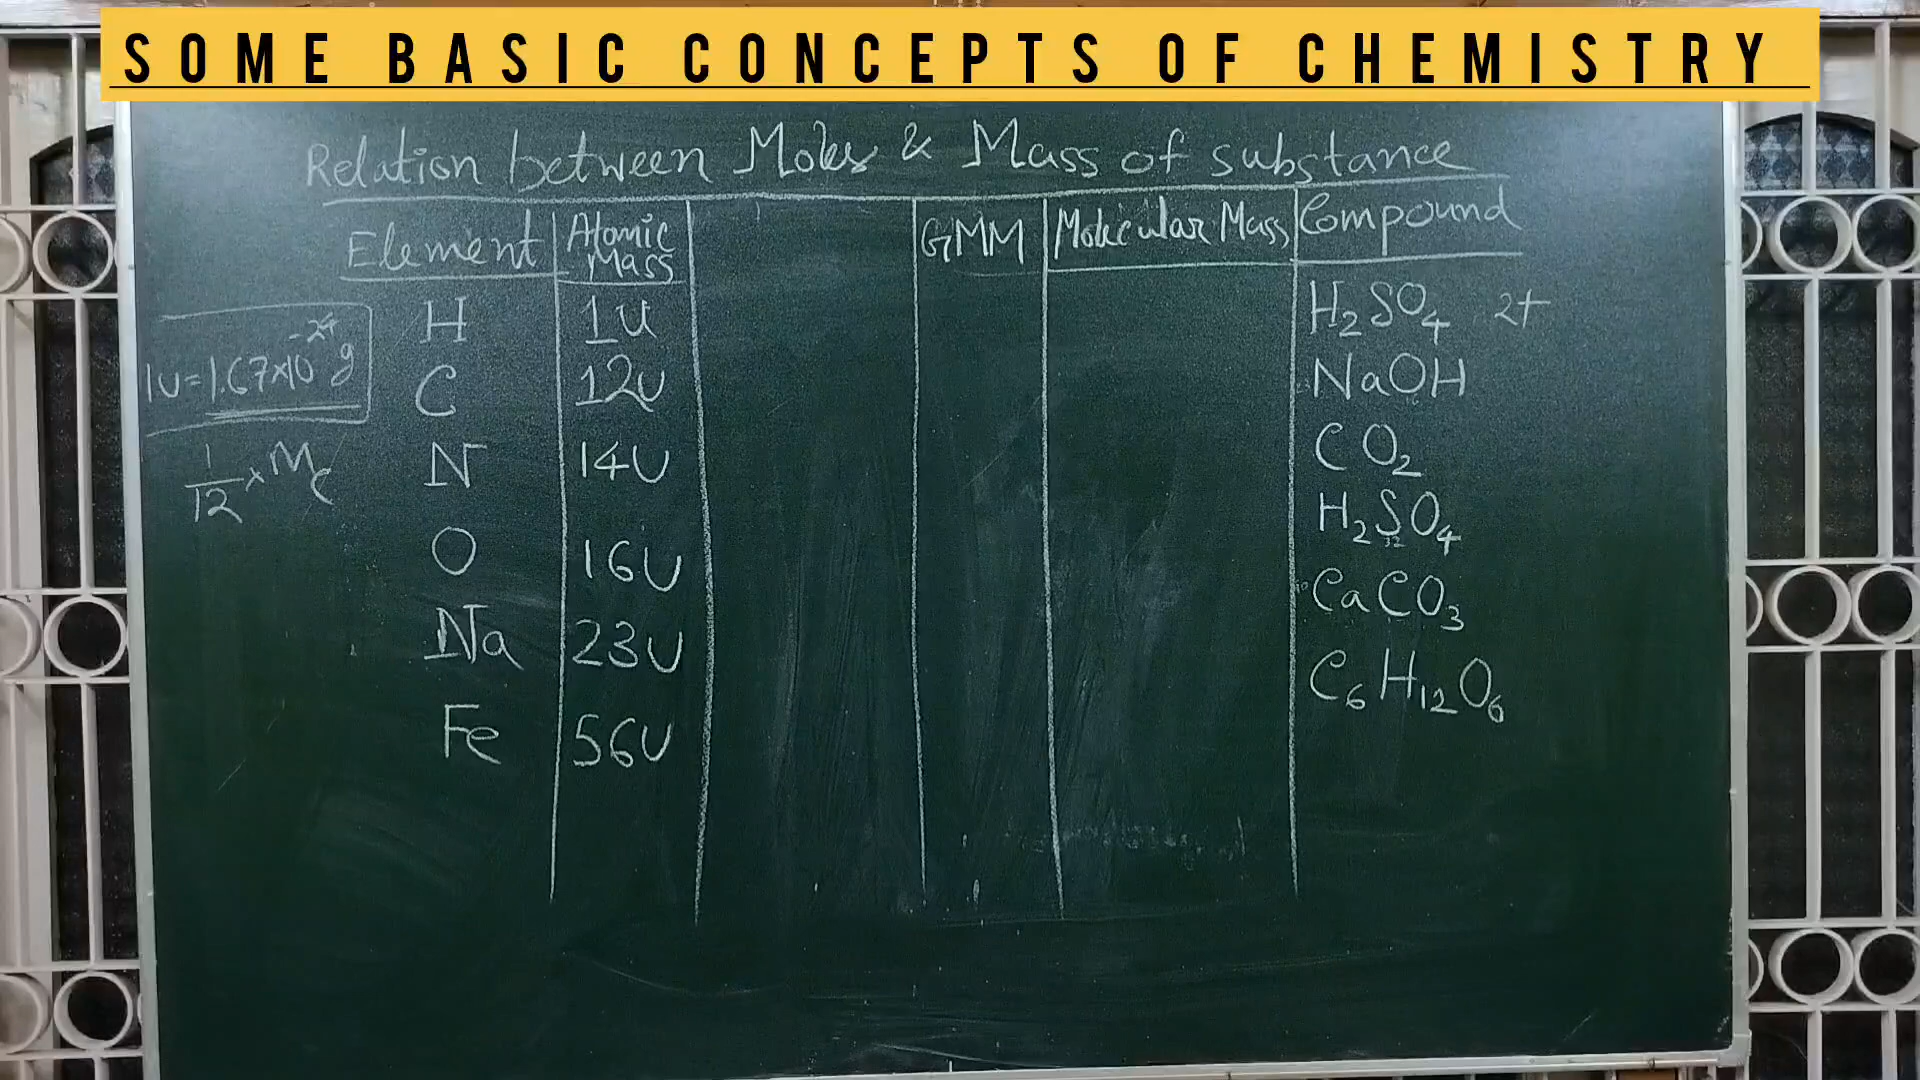 SOME BASIC CONCEPTS OF CHEMISTRY
Relation between Moles & Mass of substance
Element Atomic Mass GMM Molecular Mass Compound
H 1u H₂SO₄ 2+
1u = 1.67×10⁻²⁴ g C 12u NaOH
1/12 × Mc N 14u CO₂
H₂SO₄
32
O 16u CaCO₃
Na 23u C₆H₁₂O₆
Fe 56u